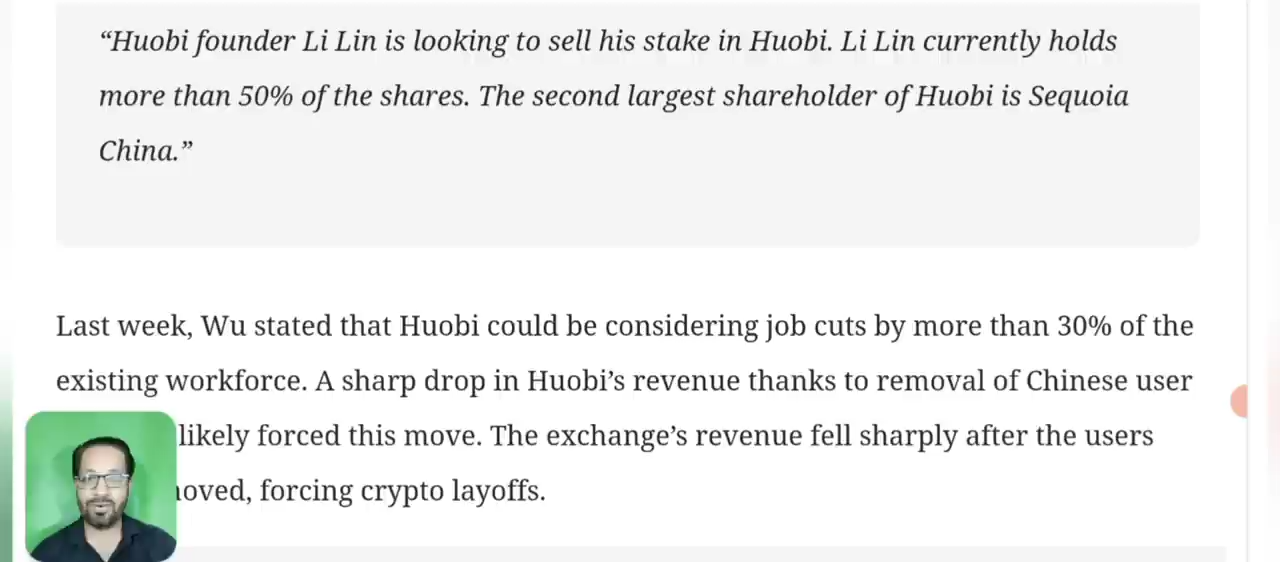 “Huobi founder Li Lin is looking to sell his stake in Huobi. Li Lin currently holds
more than 50% of the shares. The second largest shareholder of Huobi is Sequoia
China.”
Last week, Wu stated that Huobi could be considering job cuts by more than 30% of the
existing workforce. A sharp drop in Huobi’s revenue thanks to removal of Chinese user
likely forced this move. The exchange’s revenue fell sharply after the users
forcing crypto layoffs.